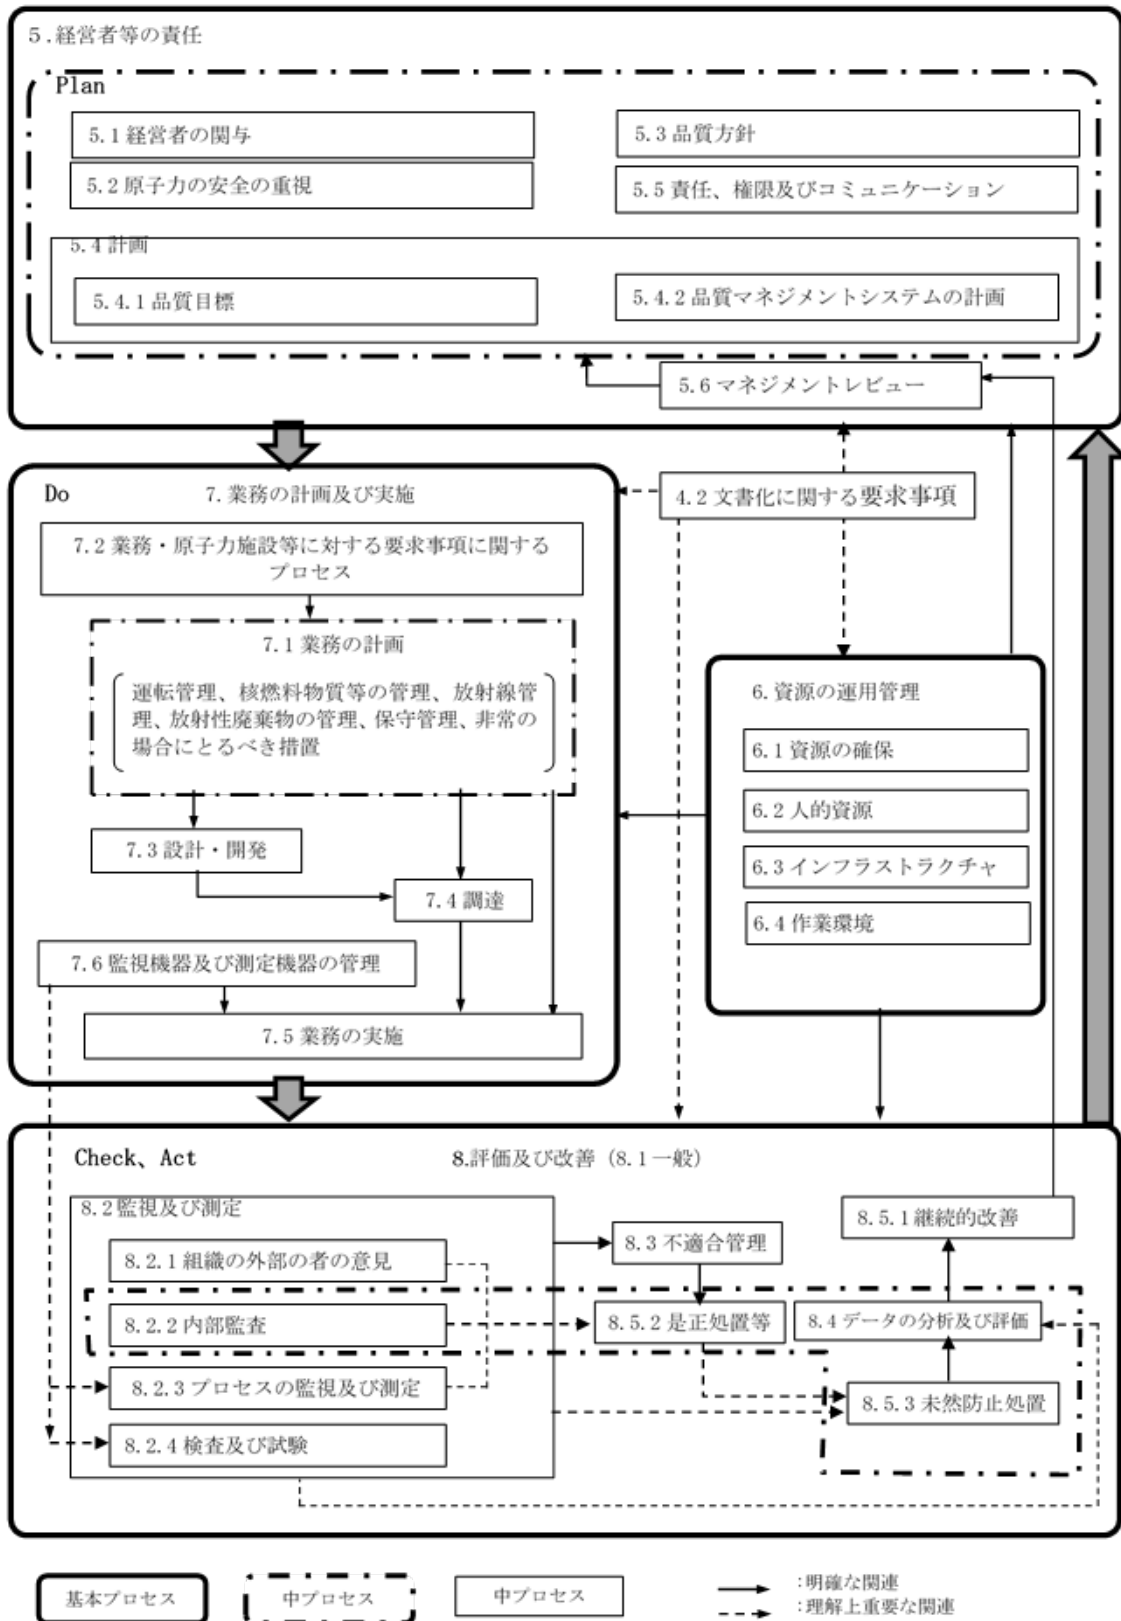 5.経営者等の責任
Plan
5.1 経営者の関与
5.3 品質方針
5.2 原子力の安全の重視
5.5 責任、権限及びコミュニケーション
5.4 計画
5.4.1 品質目標
5.4.2 品質マネジメントシステムの計画
5.6 マネジメントレビュー
Do
7. 業務の計画及び実施
4.2 文書化に関する要求事項
7.2 業務・原子力施設等に対する要求事項に関する
プロセス
7.1 業務の計画
運転管理、核燃料物質等の管理、放射線管
理、放射性廃棄物の管理、保守管理、非常の
場合にとるべき措置
6. 資源の運用管理
6.1 資源の確保
6.2 人的資源
6.3 インフラストラクチャ
6.4 作業環境
7.3 設計・開発
7.4 調達
7.6 監視機器及び測定機器の管理
7.5 業務の実施
Check、Act
8.評価及び改善（8.1 一般）
8.2 監視及び測定
8.5.1 継続的改善
8.3 不適合管理
8.2.1 組織の外部の者の意見
8.2.2 内部監査
8.5.2 是正処置等
8.4 データの分析及び評価
8.2.3 プロセスの監視及び測定
8.5.3 未然防止処置
8.2.4 検査及び試験
基本プロセス
中プロセス
中プロセス
:明確な関連
:理解上重要な関連